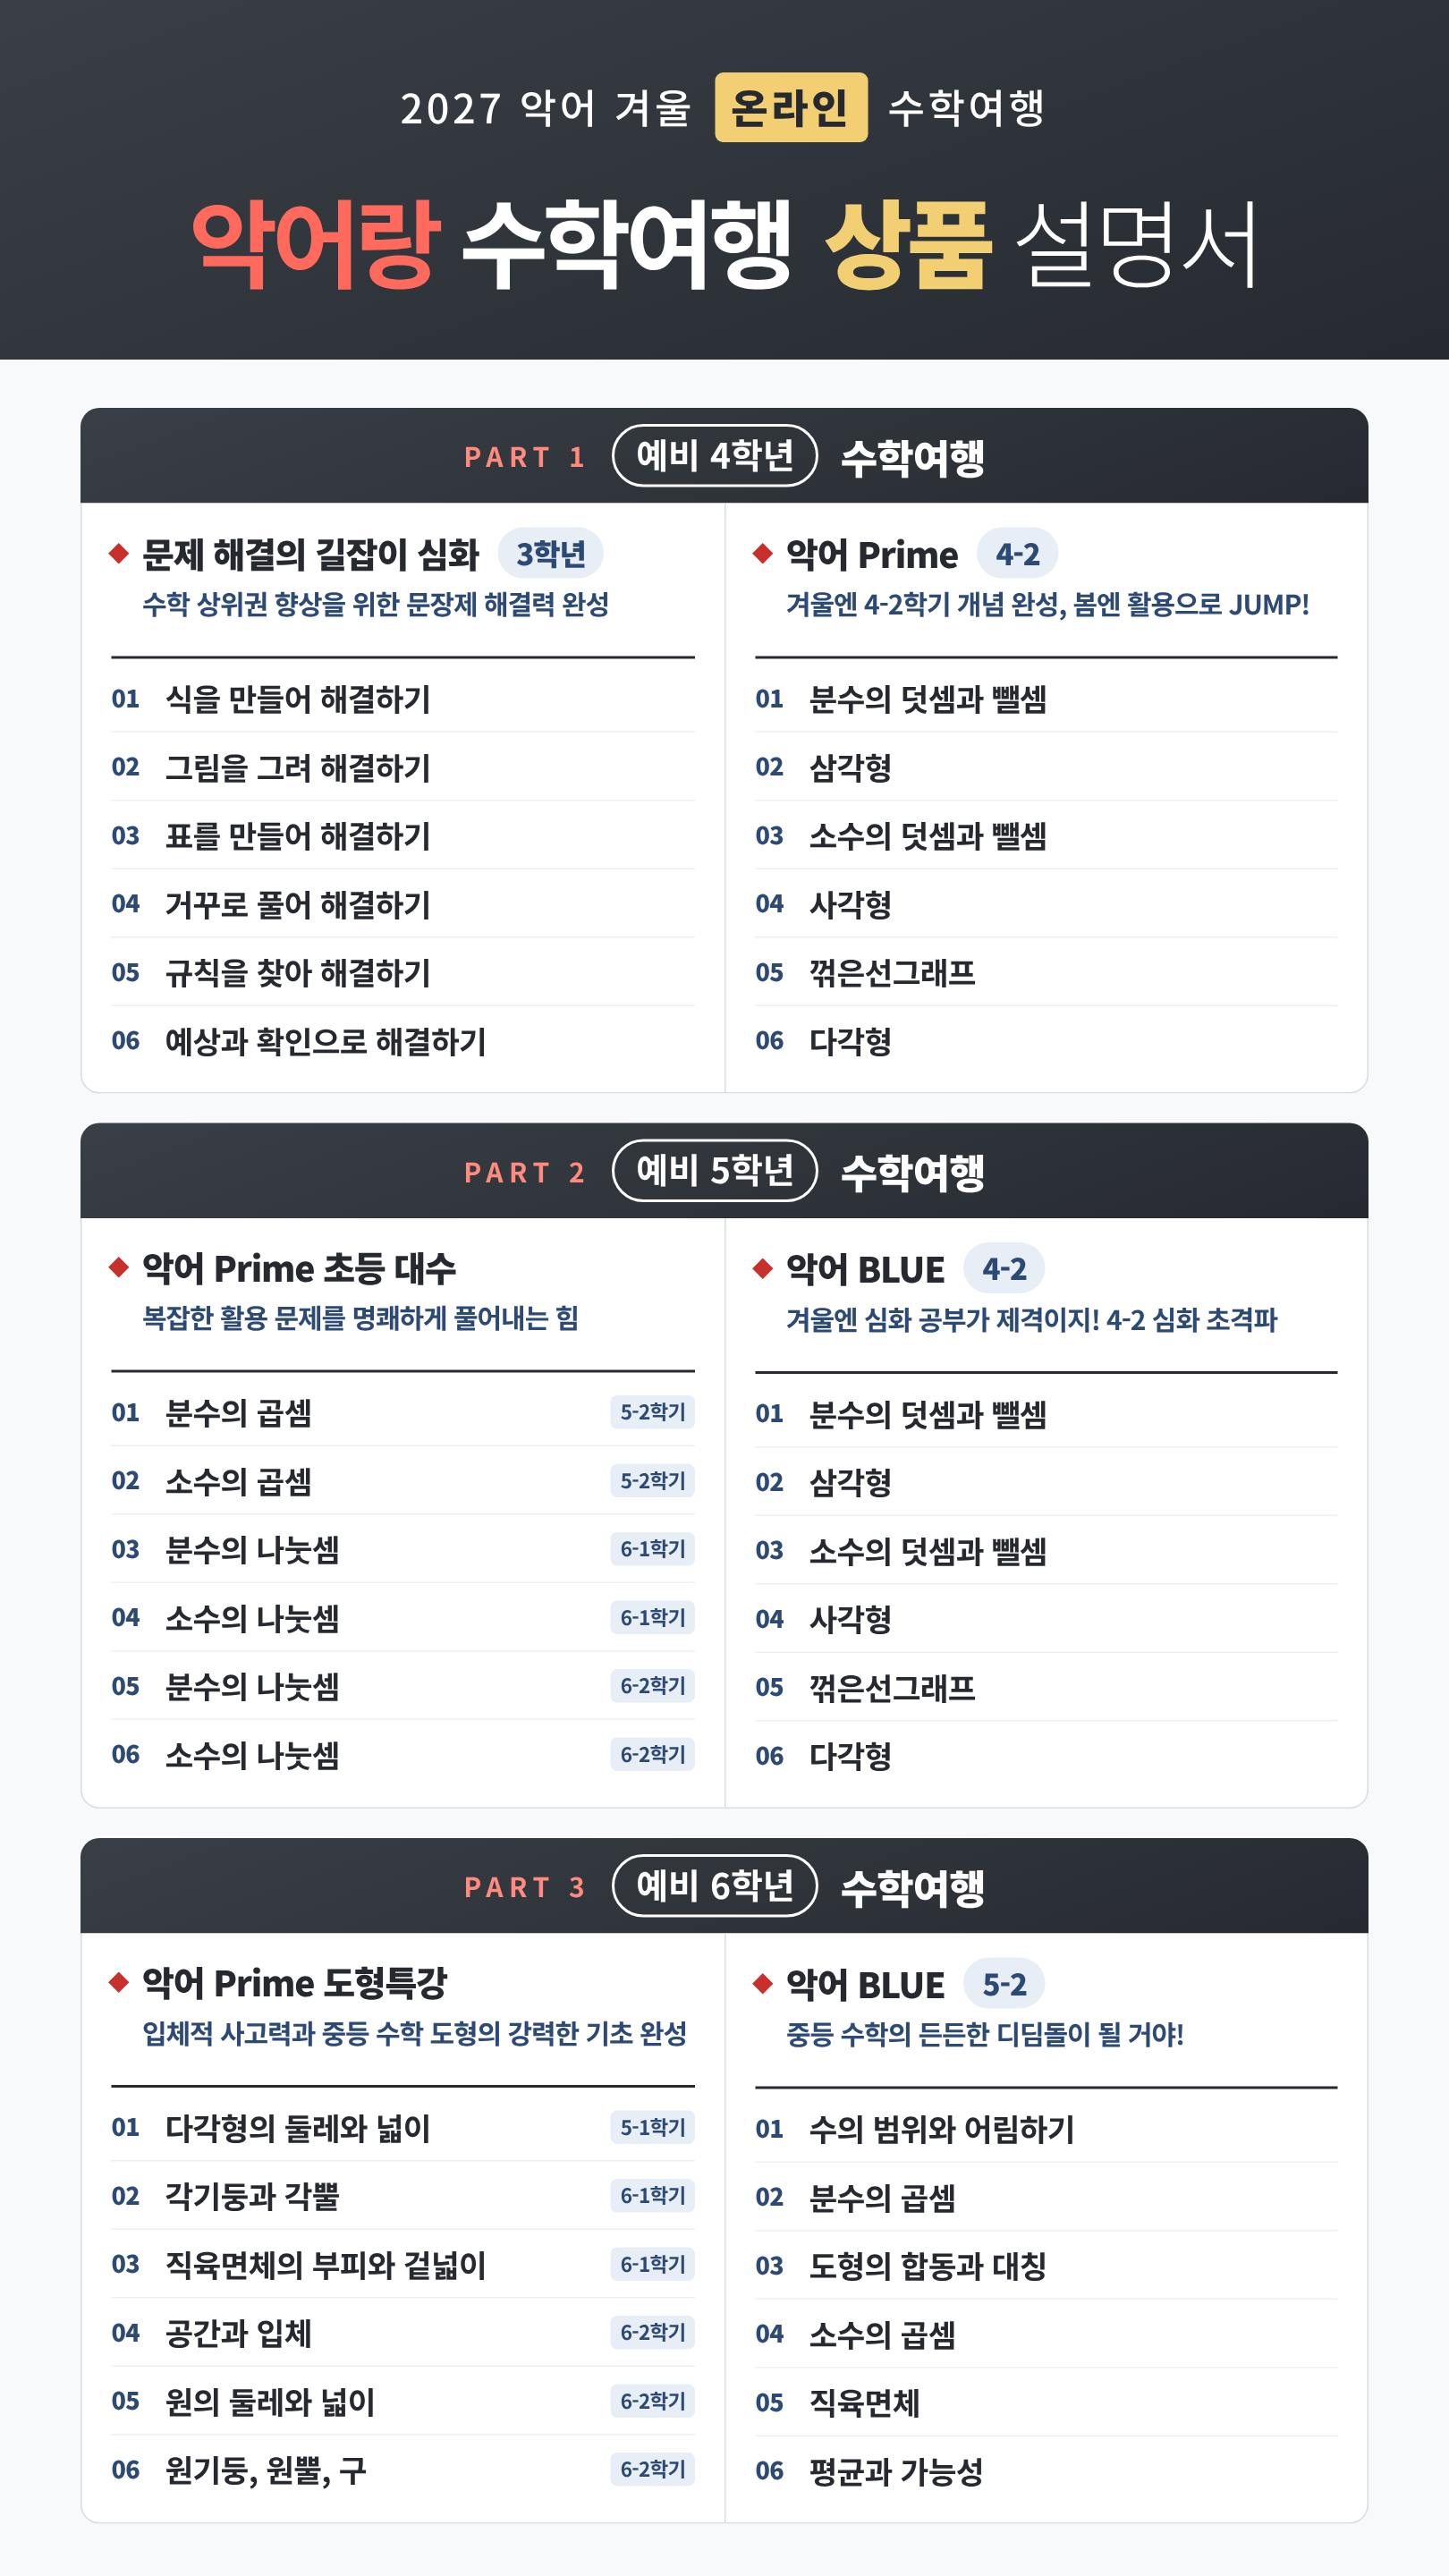 2027 악어 겨울 온라인 수학여행
악어랑 수학여행 상품 설명서
PART 1 예비 4학년 수학여행
문제 해결의 길잡이 심화 3학년
수학 상위권 향상을 위한 문장제 해결력 완성
01 식을 만들어 해결하기
02 그림을 그려 해결하기
03 표를 만들어 해결하기
04 거꾸로 풀어 해결하기
05 규칙을 찾아 해결하기
06 예상과 확인으로 해결하기
악어 Prime 4-2
겨울엔 4-2학기 개념 완성, 봄엔 활용으로 JUMP!
01 분수의 덧셈과 뺄셈
02 삼각형
03 소수의 덧셈과 뺄셈
04 사각형
05 꺾은선그래프
06 다각형
PART 2 예비 5학년 수학여행
악어 Prime 초등 대수
복잡한 활용 문제를 명쾌하게 풀어내는 힘
01 분수의 곱셈 5-2학기
02 소수의 곱셈 5-2학기
03 분수의 나눗셈 6-1학기
04 소수의 나눗셈 6-1학기
05 분수의 나눗셈 6-2학기
06 소수의 나눗셈 6-2학기
악어 BLUE 4-2
겨울엔 심화 공부가 제격이지! 4-2 심화 초격파
01 분수의 덧셈과 뺄셈
02 삼각형
03 소수의 덧셈과 뺄셈
04 사각형
05 꺾은선그래프
06 다각형
PART 3 예비 6학년 수학여행
악어 Prime 도형특강
입체적 사고력과 중등 수학 도형의 강력한 기초 완성
01 다각형의 둘레와 넓이 5-1학기
02 각기둥과 각뿔 6-1학기
03 직육면체의 부피와 겉넓이 6-1학기
04 공간과 입체 6-2학기
05 원의 둘레와 넓이 6-2학기
06 원기둥, 원뿔, 구 6-2학기
악어 BLUE 5-2
중등 수학의 든든한 디딤돌이 될 거야!
01 수의 범위와 어림하기
02 분수의 곱셈
03 도형의 합동과 대칭
04 소수의 곱셈
05 직육면체
06 평균과 가능성